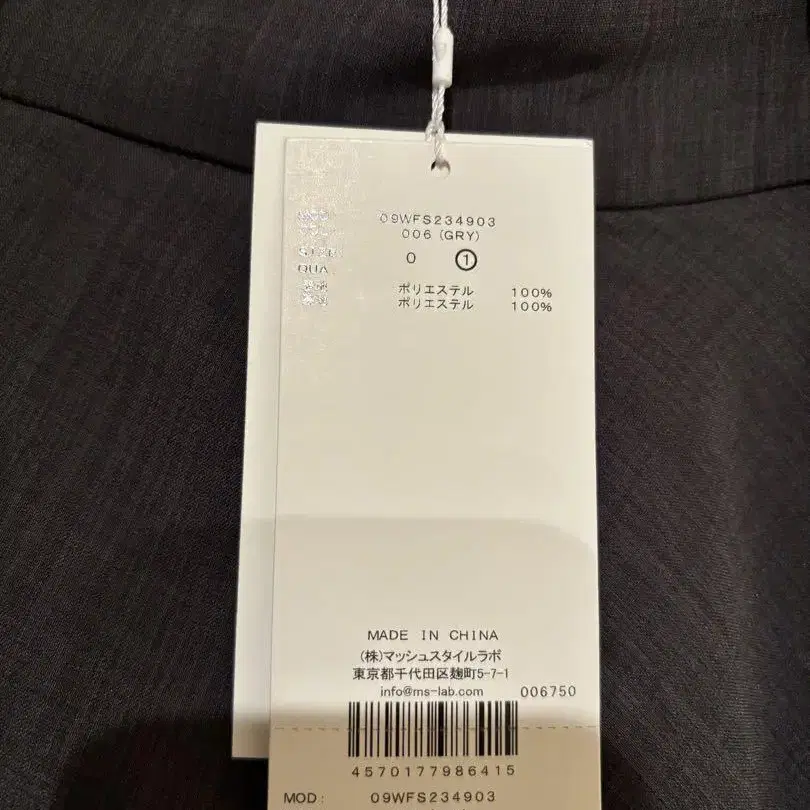 09WFS234903
006 (GRY)
SIZE: 0 1
QUA:
ポリエステル 100%
ポリエステル 100%
MADE IN CHINA
(株)マッシュスタイルラボ
東京都千代田区麹町5-7-1
info@ms-lab.com 006750
4570177986415
MOD: 09WFS234903